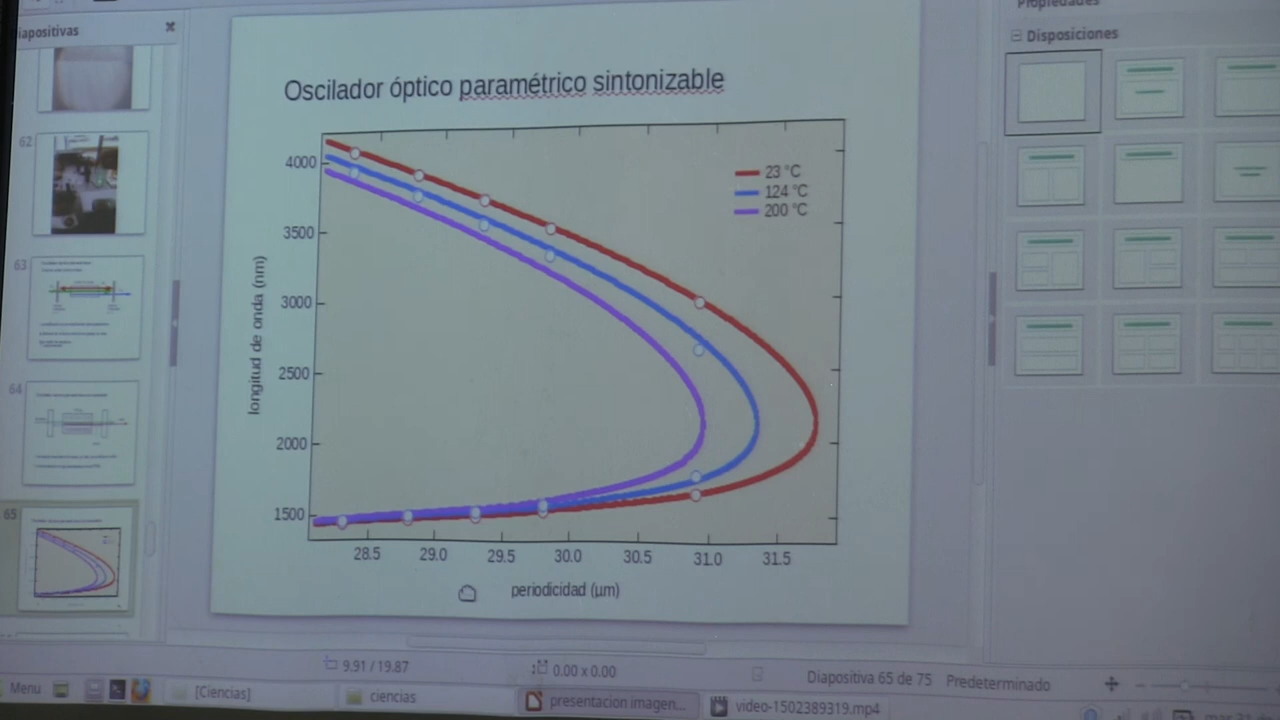 iapositivas
62
63
64
65
Oscilador óptico paramétrico sintonizable
4000
3500
3000
2500
2000
1500
longitud de onda (nm)
23 °C
124 °C
200 °C
28.5 29.0 29.5 30.0 30.5 31.0 31.5
periodicidad (µm)
Propiedades
Disposiciones
9.91 / 19.87
0.00 x 0.00
Diapositiva 65 de 75
Predeterminado
Menu
[Ciencias]
ciencias
presentacion imagen...
video-1502389319.mp4